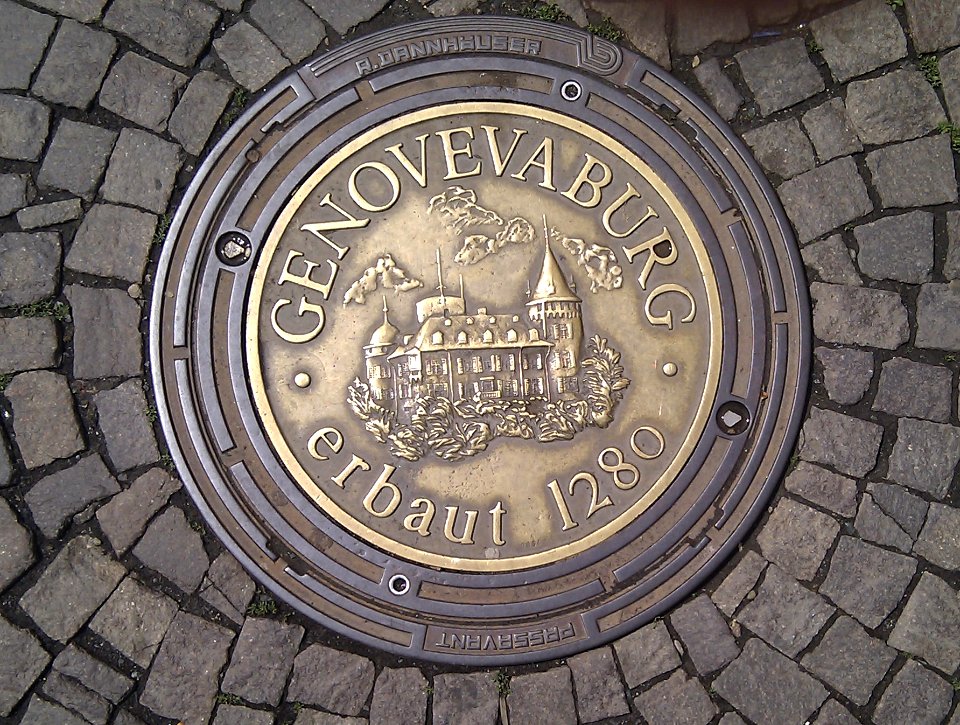 A. DANNHÄUSER
GENOVEVABURG
erbaut 1280
PASSAVANT